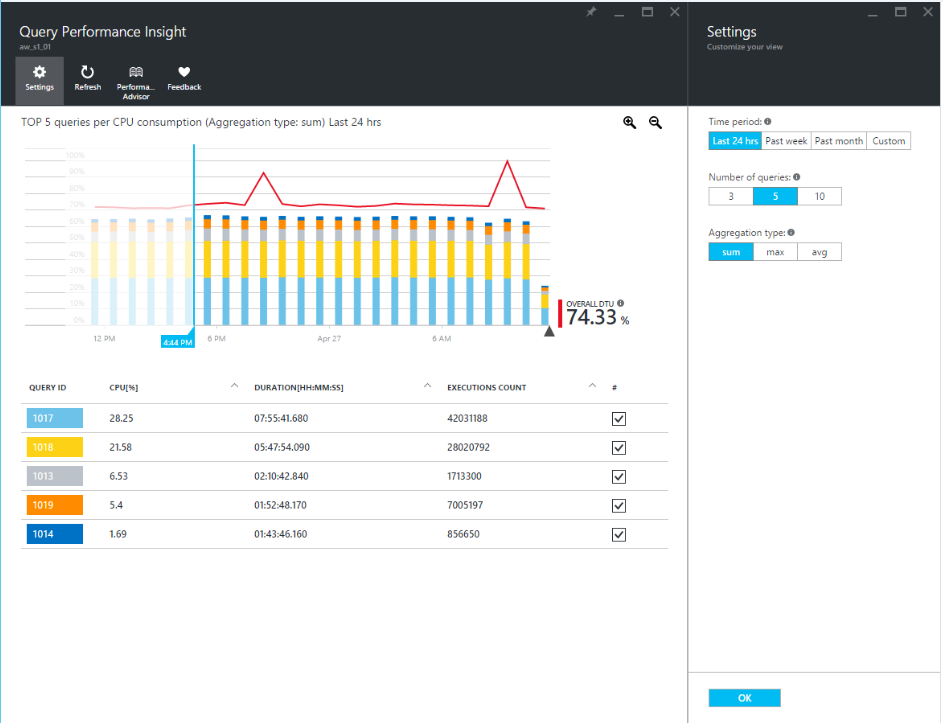 Query Performance Insight
aw_s1_01
Settings
Refresh
Performa...
Advisor
Feedback
TOP 5 queries per CPU consumption (Aggregation type: sum) Last 24 hrs
100%
90%
80%
70%
60%
50%
40%
30%
20%
10%
0%
12 PM
4:44 PM
6 PM
Apr 27
6 AM
OVERALL DTU
74.33 %
QUERY ID CPU[%] DURATION[HH:MM:SS] EXECUTIONS COUNT #
1017 28.25 07:55:41.680 42031188
1018 21.58 05:47:54.090 28020792
1013 6.53 02:10:42.840 1713300
1019 5.4 01:52:48.170 7005197
1014 1.69 01:43:46.160 856650
Settings
Customize your view
Time period:
Last 24 hrs Past week Past month Custom
Number of queries:
3 5 10
Aggregation type:
sum max avg
OK